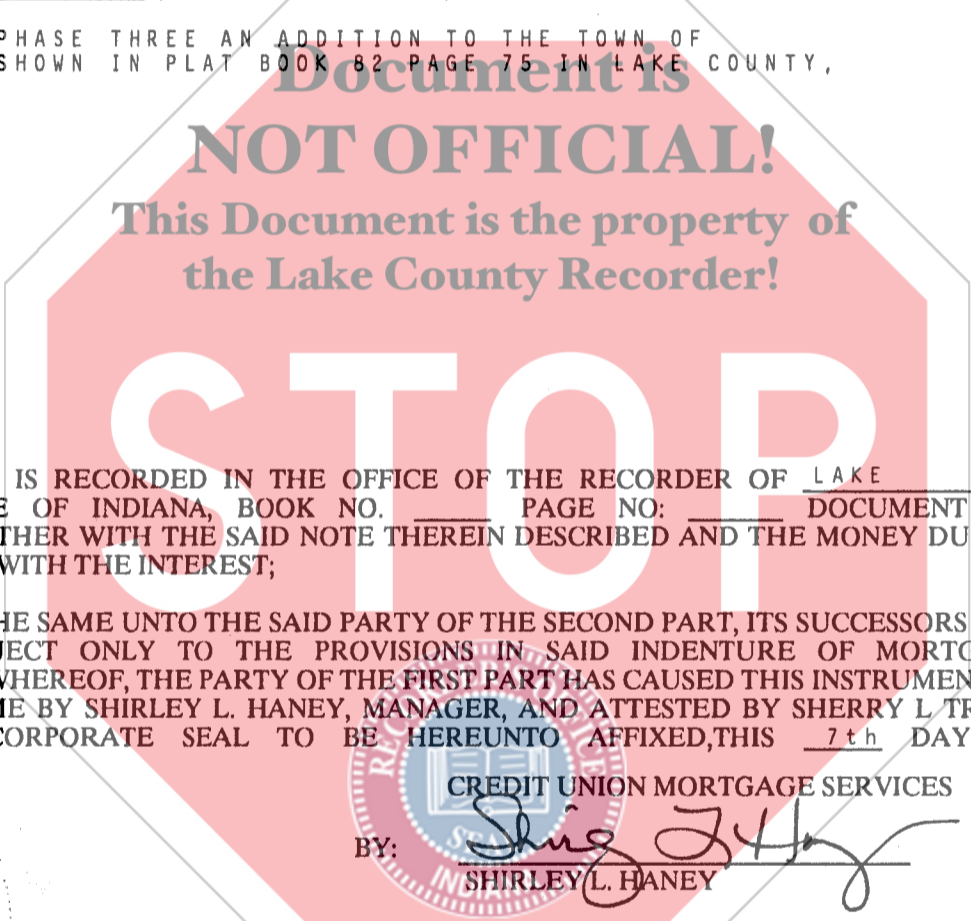 PHASE THREE AN ADDITION TO THE TOWN OF
SHOWN IN PLAT BOOK 82 PAGE 75 IN LAKE COUNTY,
Document is
NOT OFFICIAL!
This Document is the property of
the Lake County Recorder!
STOP
IS RECORDED IN THE OFFICE OF THE RECORDER OF LAKE
E OF INDIANA, BOOK NO. ____ PAGE NO: ____ DOCUMENT
THER WITH THE SAID NOTE THEREIN DESCRIBED AND THE MONEY DU
WITH THE INTEREST;
HE SAME UNTO THE SAID PARTY OF THE SECOND PART, ITS SUCCESSORS
JECT ONLY TO THE PROVISIONS IN SAID INDENTURE OF MORTG
WHEREOF, THE PARTY OF THE FIRST PART HAS CAUSED THIS INSTRUMEN
ME BY SHIRLEY L. HANEY, MANAGER, AND ATTESTED BY SHERRY L TR
CORPORATE SEAL TO BE HEREUNTO AFFIXED,THIS 7th DAY
RECORDER'S OFFICE
SEAL
INDIANA
CREDIT UNION MORTGAGE SERVICES
BY:
SHIRLEY L. HANEY